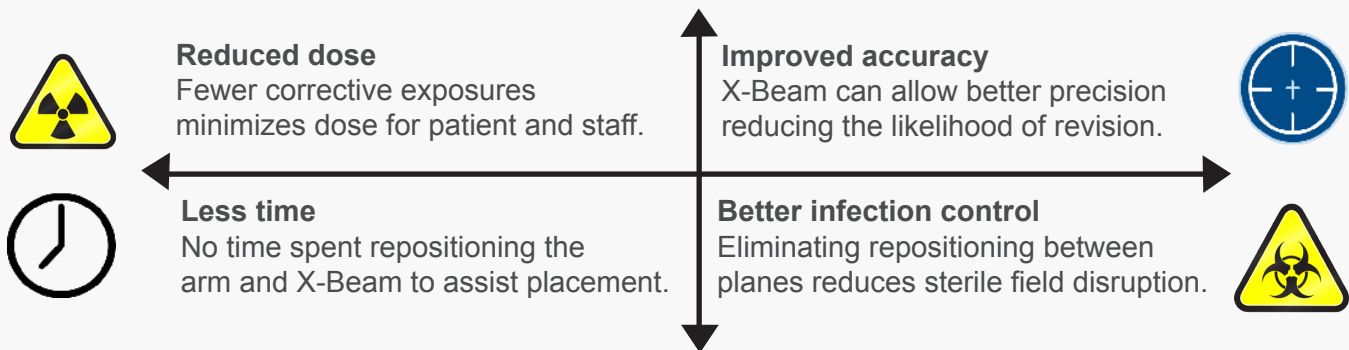 Reduced dose
Fewer corrective exposures
minimizes dose for patient and staff.
Improved accuracy
X-Beam can allow better precision
reducing the likelihood of revision.
Less time
No time spent repositioning the
arm and X-Beam to assist placement.
Better infection control
Eliminating repositioning between
planes reduces sterile field disruption.